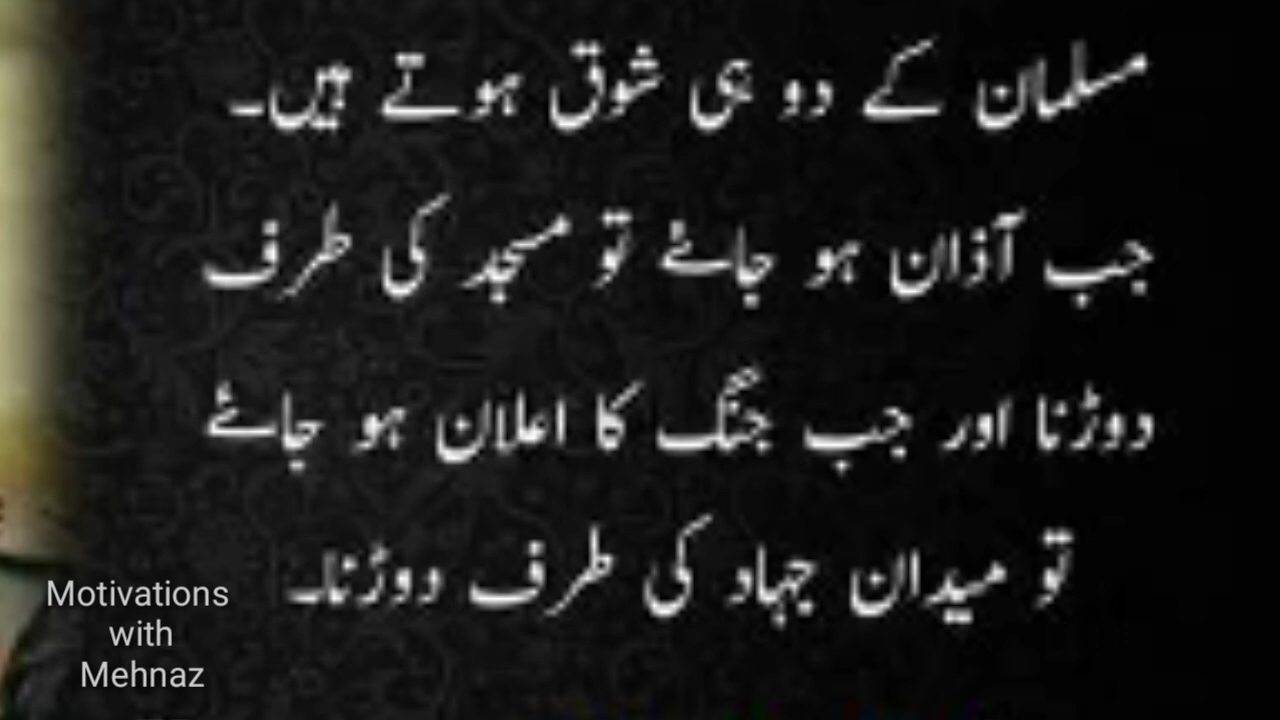 مسلمان کے دو ہی شوق ہوتے ہیں۔
جب آذان ہو جائے تو مسجد کی طرف
دوڑنا اور جب جنگ کا اعلان ہو جائے
تو میدان جہاد کی طرف دوڑنا۔
Motivations
with
Mehnaz